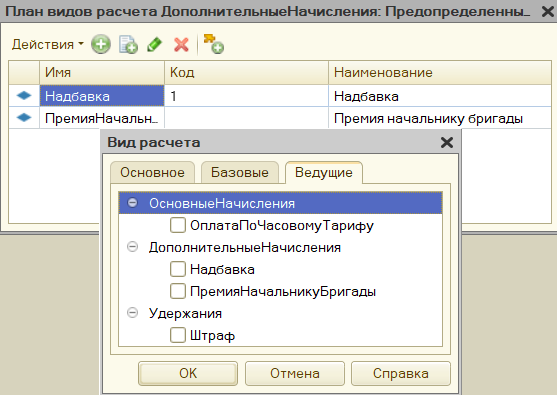 План видов расчета ДополнительныеНачисления: Предопределенны...
Действия
Имя Код Наименование
Надбавка 1 Надбавка
ПремияНачальн... Премия начальнику бригады
Вид расчета
Основное Базовые Ведущие
ОсновныеНачисления
ОплатаПоЧасовомуТарифу
ДополнительныеНачисления
Надбавка
ПремияНачальникуБригады
Удержания
Штраф
OK Отмена Справка